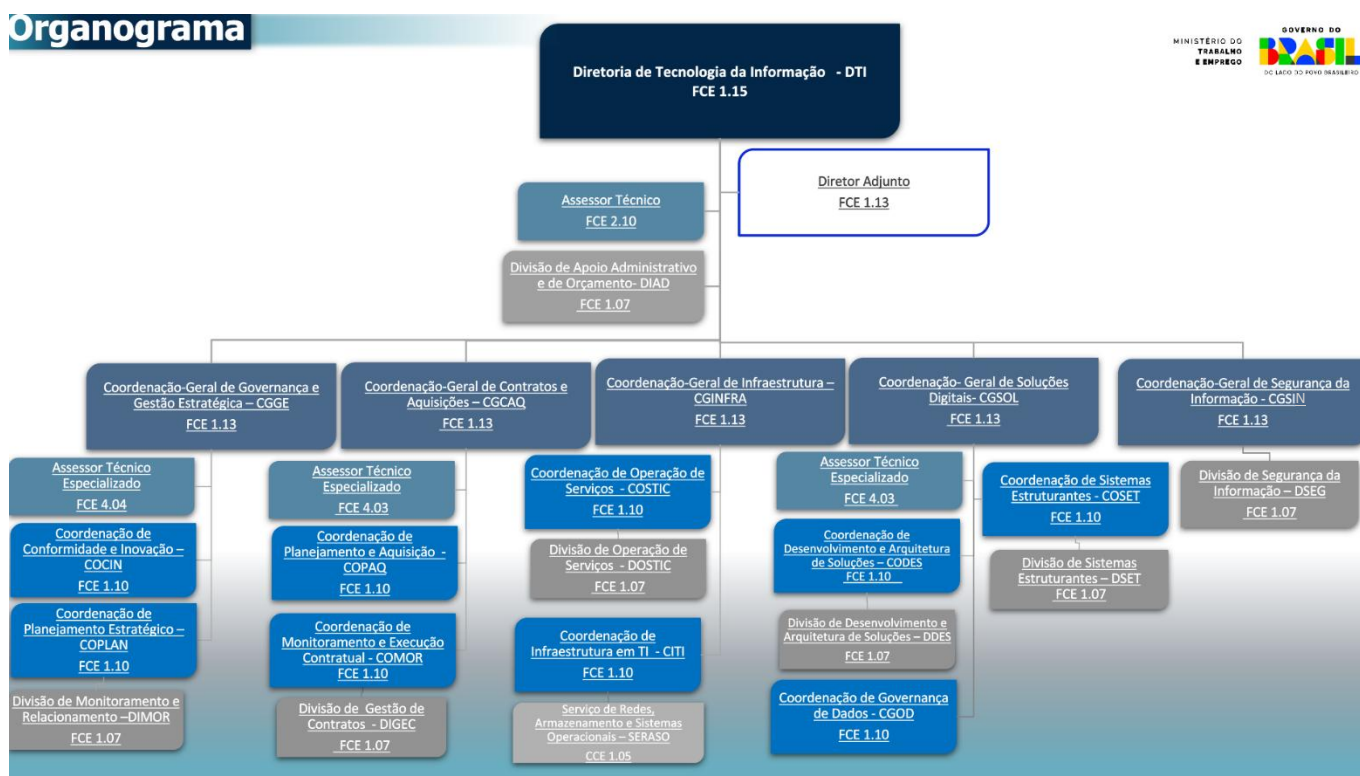 Organograma
MINISTÉRIO DO
TRABALHO
E EMPREGO
GOVERNO DO
BRASIL
DO LADO DO POVO BRASILEIRO
Diretoria de Tecnologia da Informação - DTI
FCE 1.15
Diretor Adjunto
FCE 1.13
Assessor Técnico
FCE 2.10
Divisão de Apoio Administrativo
e de Orçamento- DIAD
FCE 1.07
Coordenação-Geral de Governança e
Gestão Estratégica – CGGE
FCE 1.13
Assessor Técnico
Especializado
FCE 4.04
Coordenação de
Conformidade e Inovação –
COCIN
FCE 1.10
Coordenação de
Planejamento Estratégico –
COPLAN
FCE 1.10
Divisão de Monitoramento e
Relacionamento –DIMOR
FCE 1.07
Coordenação-Geral de Contratos e
Aquisições – CGCAQ
FCE 1.13
Assessor Técnico
Especializado
FCE 4.03
Coordenação de
Planejamento e Aquisição -
COPAQ
FCE 1.10
Coordenação de
Monitoramento e Execução
Contratual - COMOR
FCE 1.10
Divisão de Gestão de
Contratos - DIGEC
FCE 1.07
Coordenação-Geral de Infraestrutura –
CGINFRA
FCE 1.13
Coordenação de Operação de
Serviços - COSTIC
FCE 1.10
Divisão de Operação de
Serviços - DOSTIC
FCE 1.07
Coordenação de
Infraestrutura em TI - CITI
FCE 1.10
Serviço de Redes,
Armazenamento e Sistemas
Operacionais – SERASO
CCE 1.05
Coordenação- Geral de Soluções
Digitais- CGSOL
FCE 1.13
Assessor Técnico
Especializado
FCE 4.03
Coordenação de
Desenvolvimento e Arquitetura
de Soluções – CODES
FCE 1.10
Divisão de Desenvolvimento e
Arquitetura de Soluções – DDES
FCE 1.07
Coordenação de Governança
de Dados – CGOD
FCE 1.10
Coordenação de Sistemas
Estruturantes - COSET
FCE 1.10
Divisão de Sistemas
Estruturantes – DSET
FCE 1.07
Coordenação-Geral de Segurança da
Informação - CGSIN
FCE 1.13
Divisão de Segurança da
Informação – DSEG
FCE 1.07